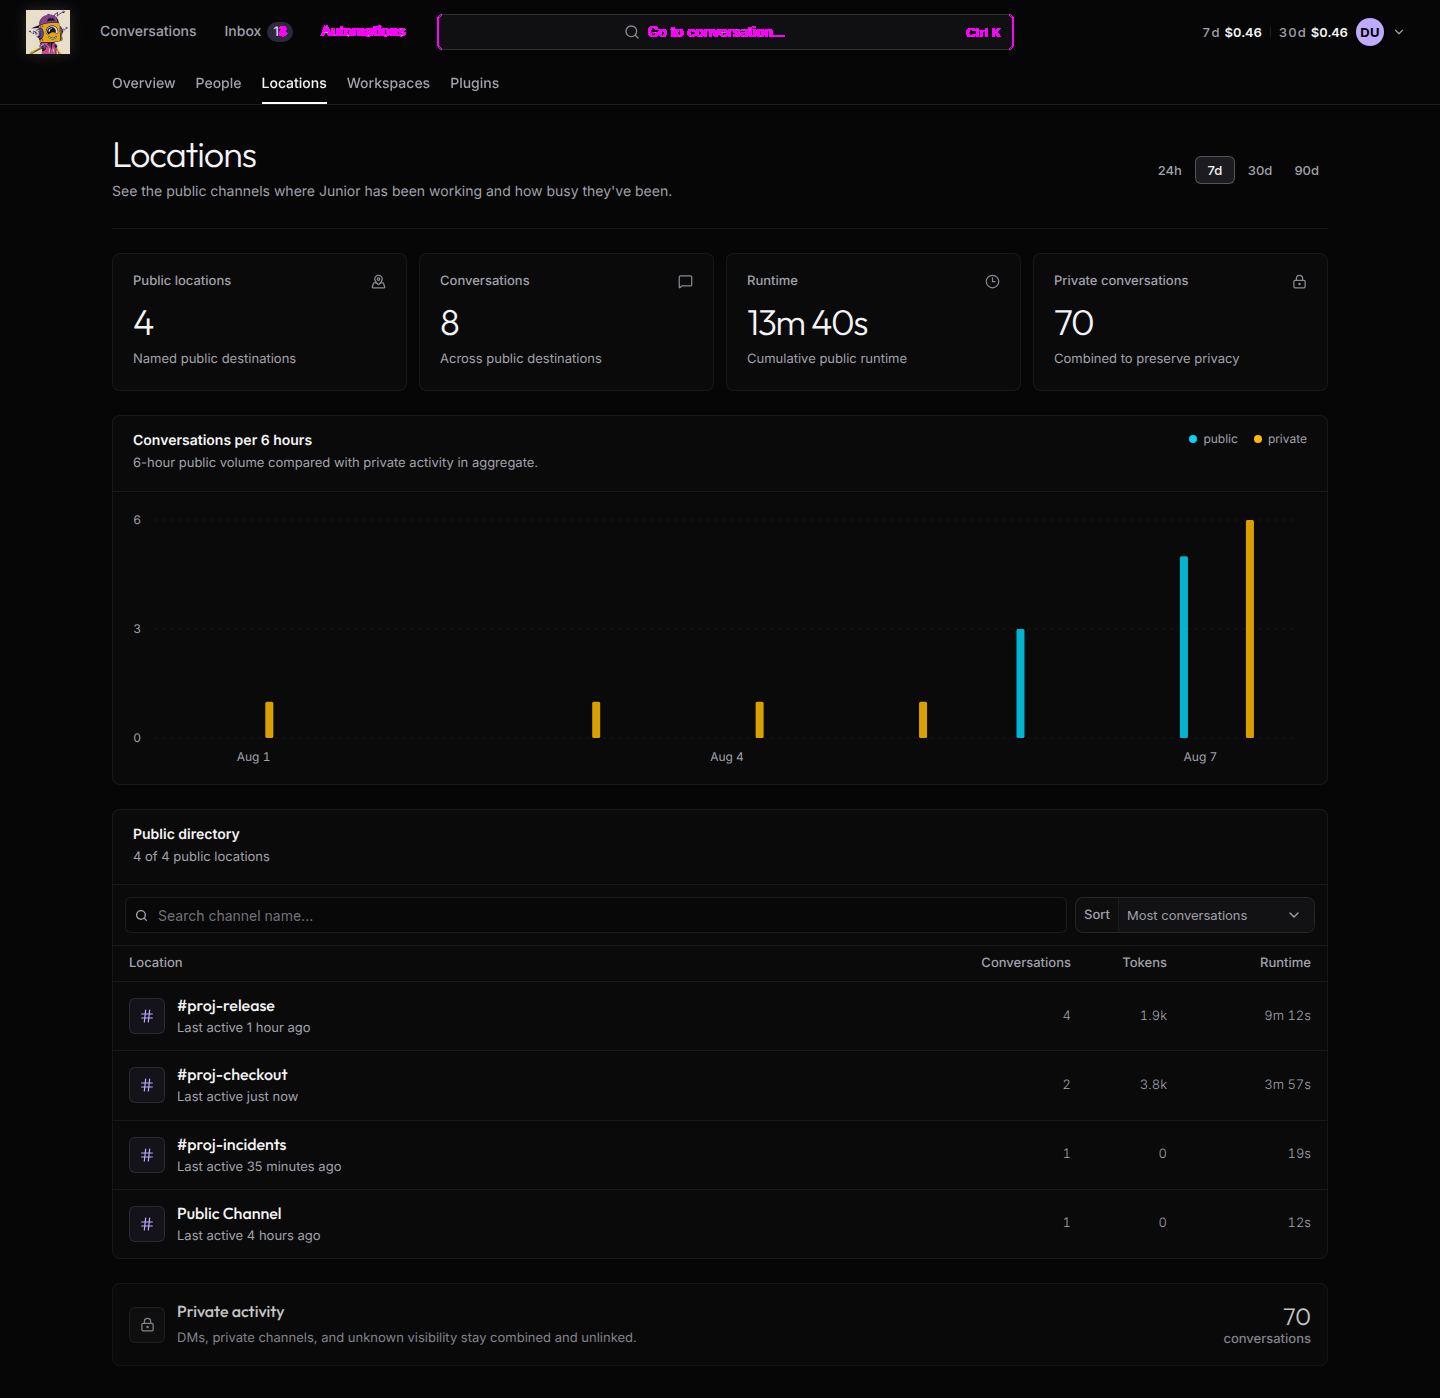 Conversations
Inbox
Automations
Go to conversation...
Ctrl K
7d $0.46
30d $0.46
DU
Overview
People
Locations
Workspaces
Plugins
Locations
See the public channels where Junior has been working and how busy they've been.
24h
7d
30d
90d
Public locations
4
Named public destinations
Conversations
8
Across public destinations
Runtime
13m 40s
Cumulative public runtime
Private conversations
70
Combined to preserve privacy
Conversations per 6 hours
6-hour public volume compared with private activity in aggregate.
public
private
6
3
0
Aug 1
Aug 4
Aug 7
Public directory
4 of 4 public locations
Search channel name...
Sort
Most conversations
Location
Conversations
Tokens
Runtime
#proj-release
Last active 1 hour ago
4
1.9k
9m 12s
#proj-checkout
Last active just now
2
3.8k
3m 57s
#proj-incidents
Last active 35 minutes ago
1
0
19s
Public Channel
Last active 4 hours ago
1
0
12s
Private activity
DMs, private channels, and unknown visibility stay combined and unlinked.
70
conversations